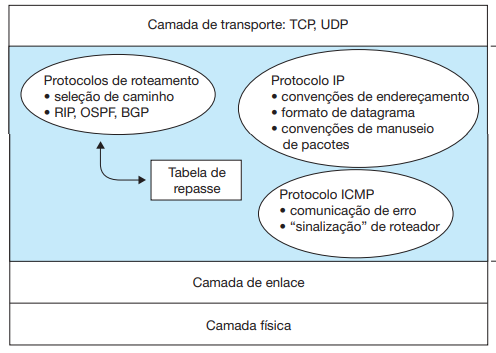 Camada de transporte: TCP, UDP
Protocolos de roteamento
• seleção de caminho
• RIP, OSPF, BGP
Protocolo IP
• convenções de endereçamento
• formato de datagrama
• convenções de manuseio
de pacotes
Tabela de
repasse
Protocolo ICMP
• comunicação de erro
• “sinalização” de roteador
Camada de enlace
Camada física